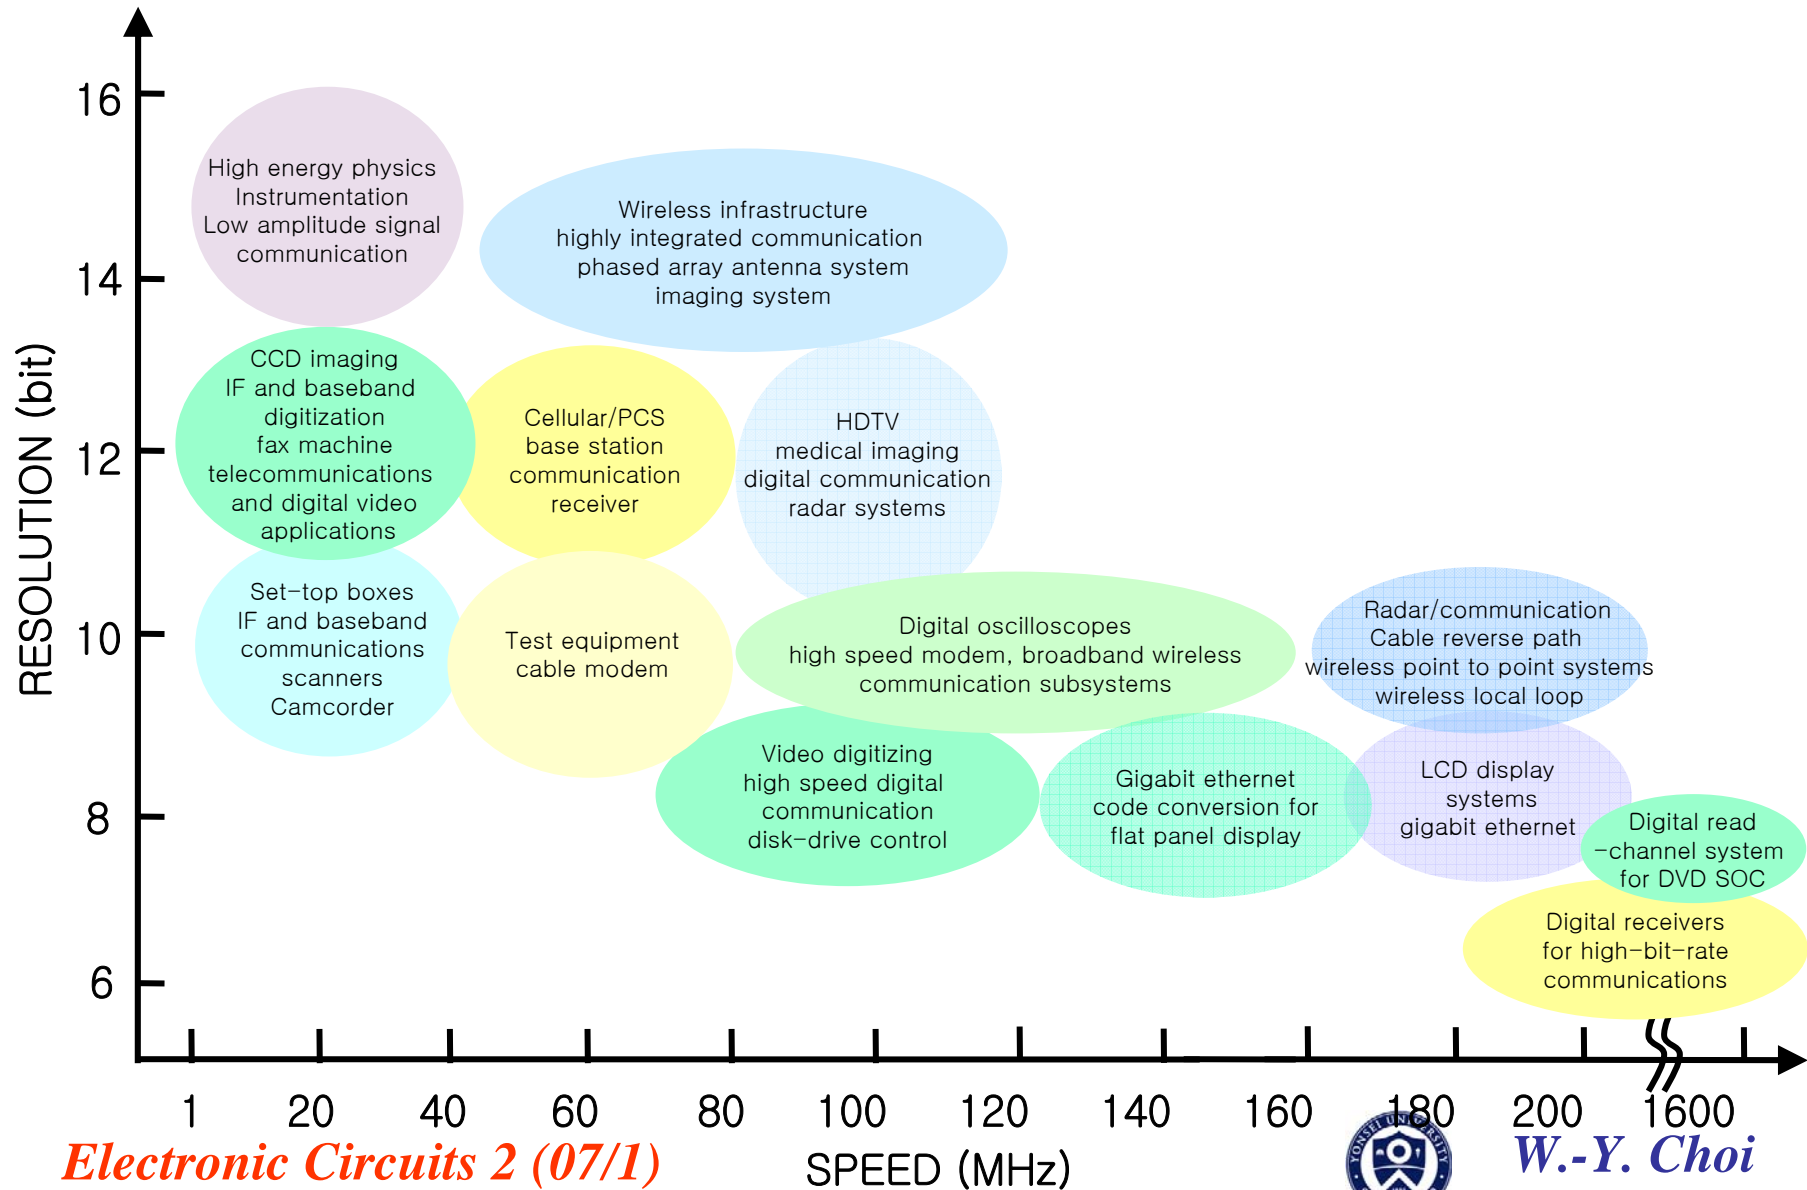 16
High energy physics
Instrumentation
Low amplitude signal
communication
Wireless infrastructure
highly integrated communication
phased array antenna system
imaging system
14
CCD imaging
IF and baseband
digitization
fax machine
telecommunications
and digital video
applications
Cellular/PCS
base station
communication
receiver
HDTV
medical imaging
digital communication
radar systems
12
RESOLUTION (bit)
Set-top boxes
IF and baseband
communications
scanners
Camcorder
Test equipment
cable modem
Digital oscilloscopes
high speed modem, broadband wireless
communication subsystems
Radar/communication
Cable reverse path
wireless point to point systems
wireless local loop
10
Video digitizing
high speed digital
communication
disk-drive control
Gigabit ethernet
code conversion for
flat panel display
LCD display
systems
gigabit ethernet
Digital read
-channel system
for DVD SOC
8
Digital receivers
for high-bit-rate
communications
6
1 20 40 60 80 100 120 140 160 180 200 1600
SPEED (MHz)
Electronic Circuits 2 (07/1)
YONSEI UNIVERSITY
W.-Y. Choi